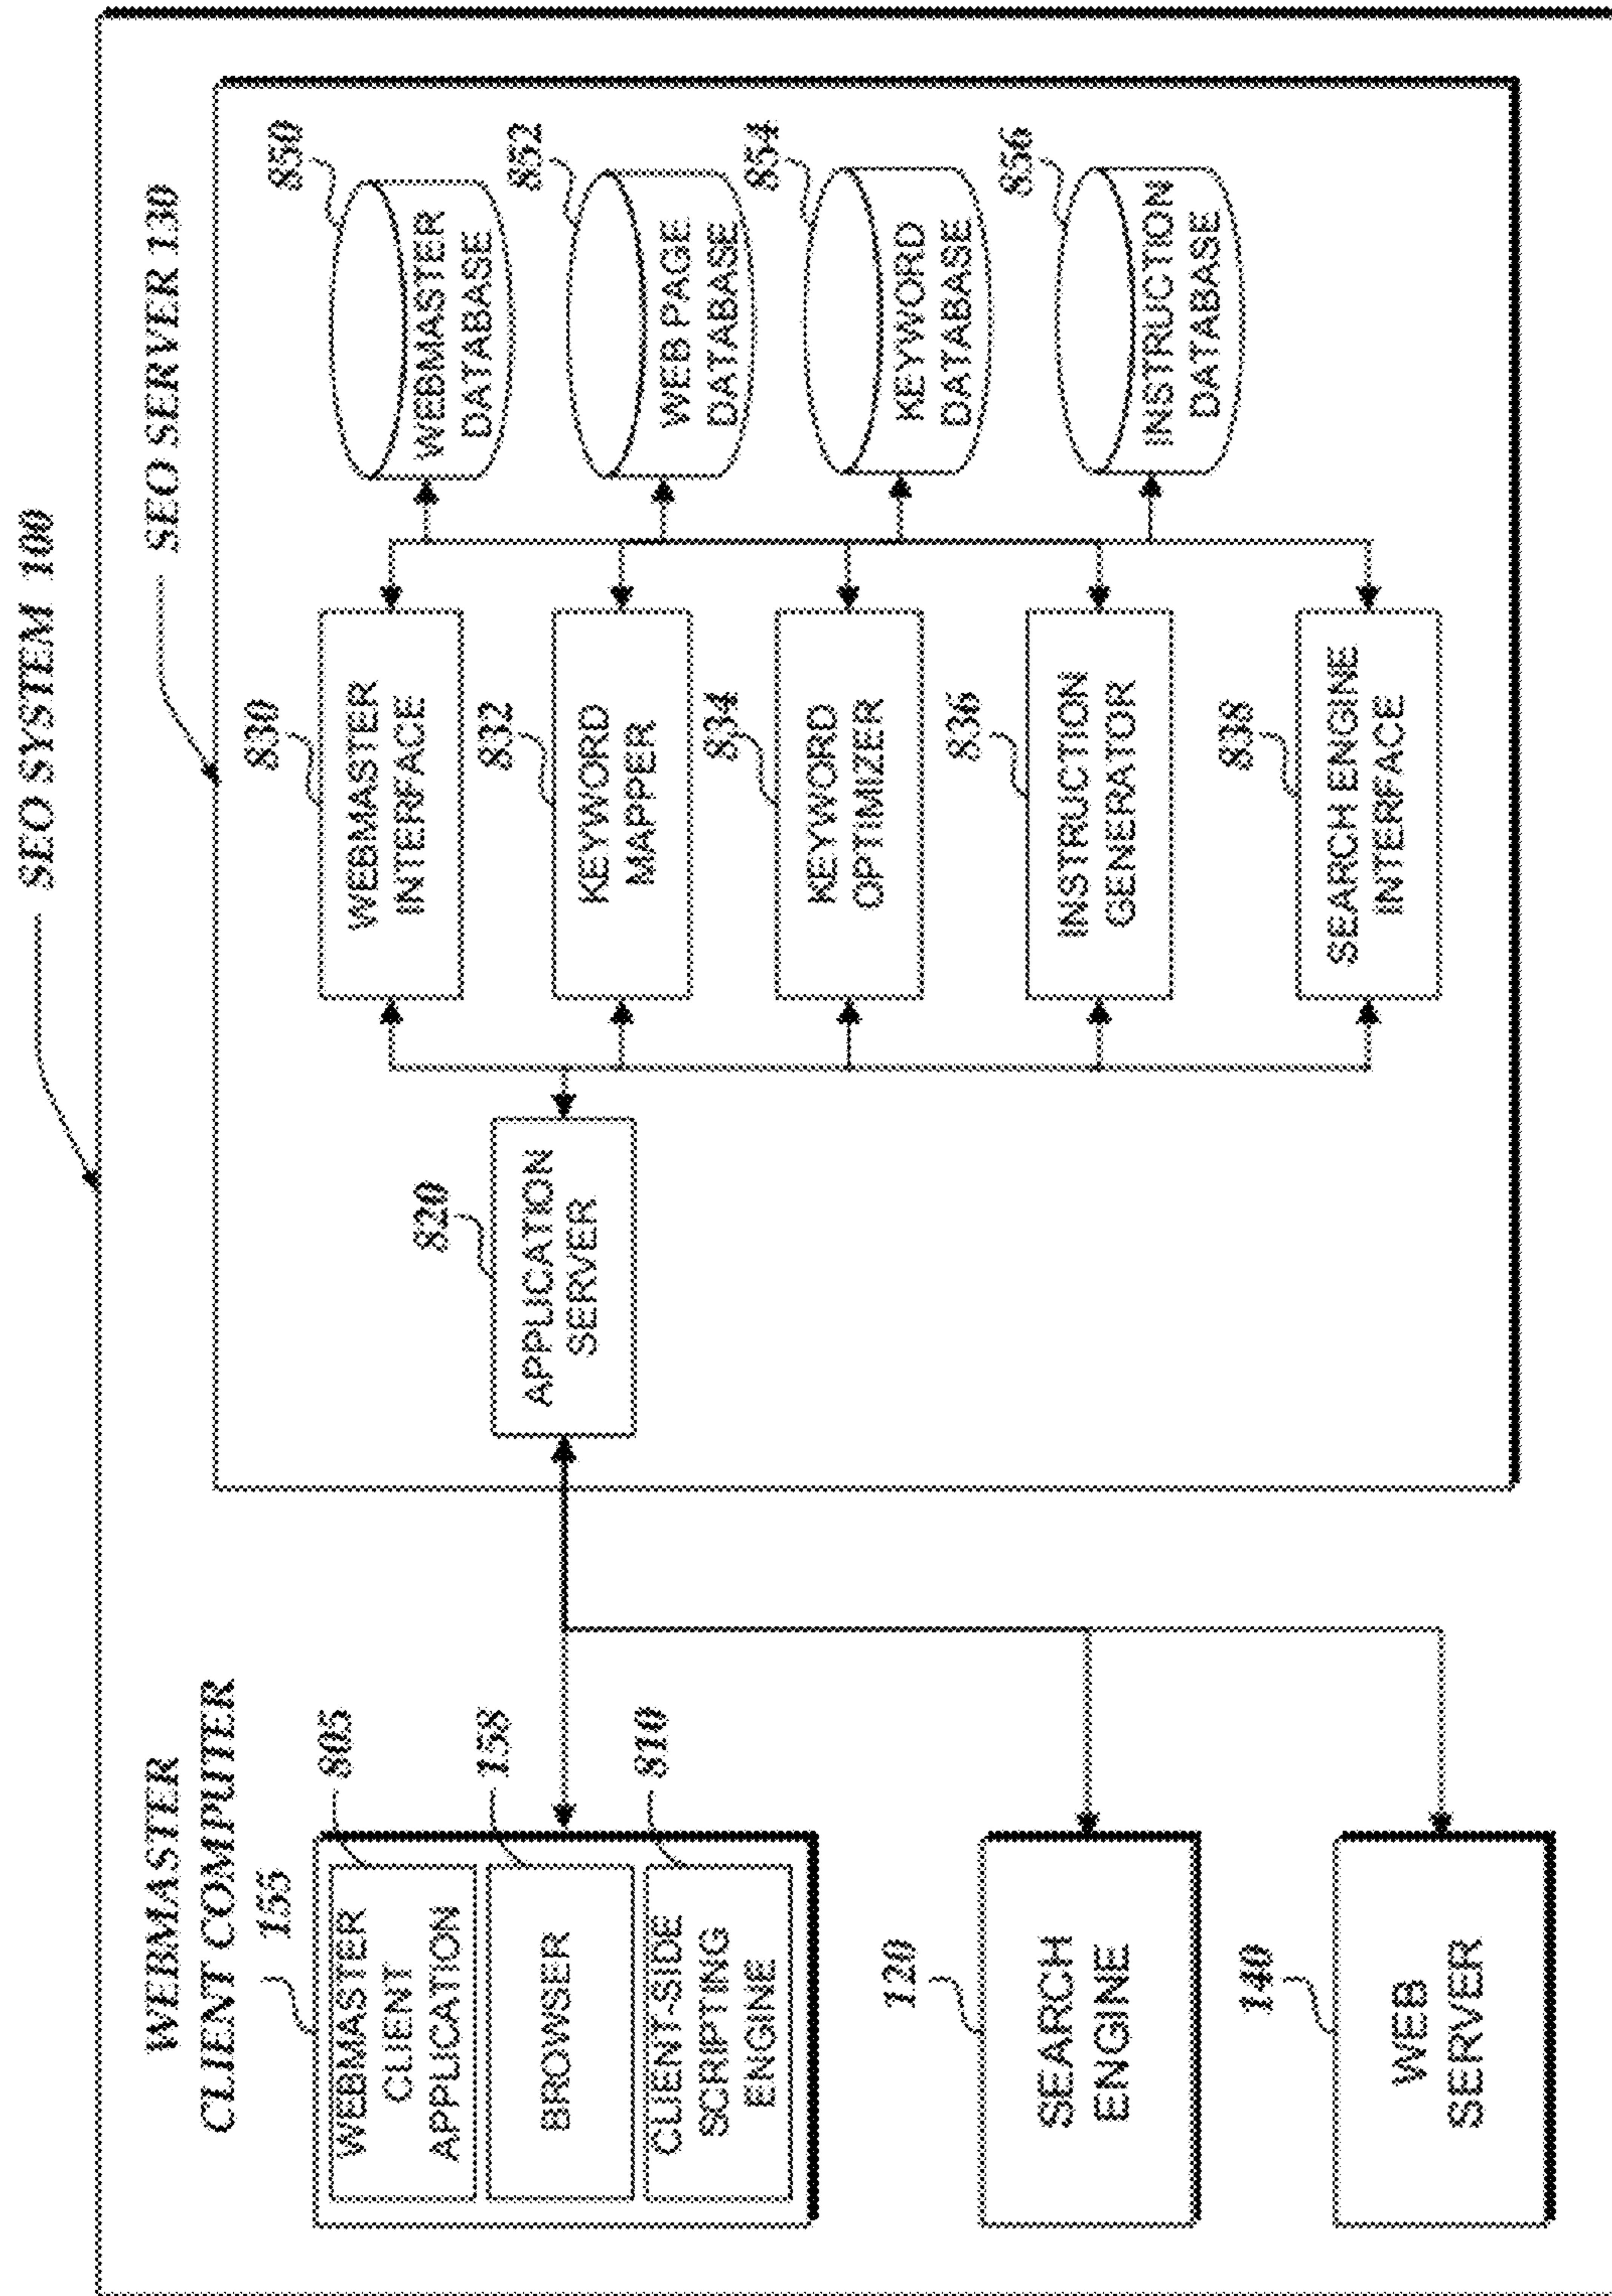 SEO SYSTEM 100
SEO SERVER 130
WEBMASTER
CLIENT COMPUTER
155
805
WEBMASTER
CLIENT
APPLICATION
158
BROWSER
810
CLIENT-SIDE
SCRIPTING
ENGINE
120
SEARCH
ENGINE
140
WEB
SERVER
820
APPLICATION
SERVER
830
WEBMASTER
INTERFACE
832
KEYWORD
MAPPER
834
KEYWORD
OPTIMIZER
836
INSTRUCTION
GENERATOR
838
SEARCH ENGINE
INTERFACE
850
WEBMASTER
DATABASE
852
WEB PAGE
DATABASE
854
KEYWORD
DATABASE
856
INSTRUCTION
DATABASE